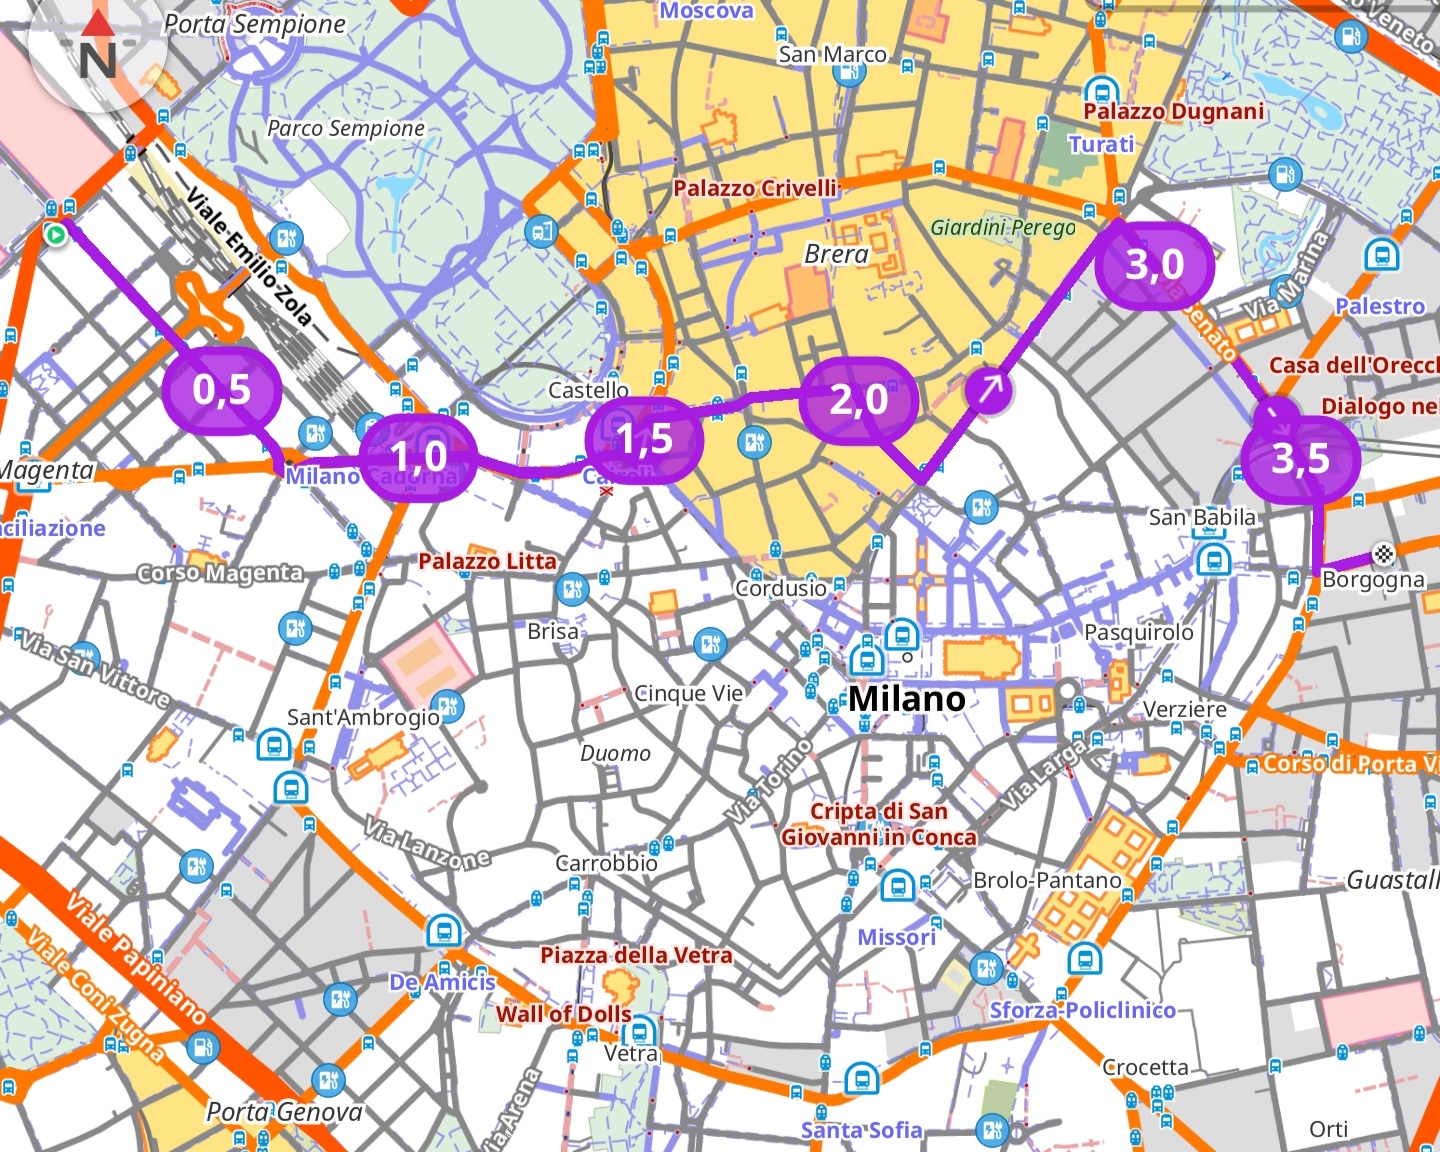 Moscova
Porta Sempione
N
San Marco
Palazzo Dugnani
Parco Sempione
Turati
Palazzo Crivelli
Viale Emilio Zola
Giardini Perego
Brera
3,0
Via Marina
Palestro
Senato
Casa dell'Orecch
0,5
Castello
2,0
Dialogo nel
1,5
1,0
3,5
Magenta
Milano Cadorna
nciliazione
San Babila
Palazzo Litta
Corso Magenta
Borgogna
Cordusio
Brisa
Pasquirolo
Via San Vittore
Cinque Vie
Milano
Sant'Ambrogio
Verziere
Duomo
Via Torino
Via Larga
Corso di Porta Vi
Cripta di San
Giovanni in Conca
Via Lanzone
Carrobbio
Brolo-Pantano
Guastall
Viale Papiniano
Missori
Viale Coni Zugna
Piazza della Vetra
De Amicis
Wall of Dolls
Sforza-Policlinico
Vetra
Crocetta
Porta Genova
Via Arena
Santa Sofia
Orti